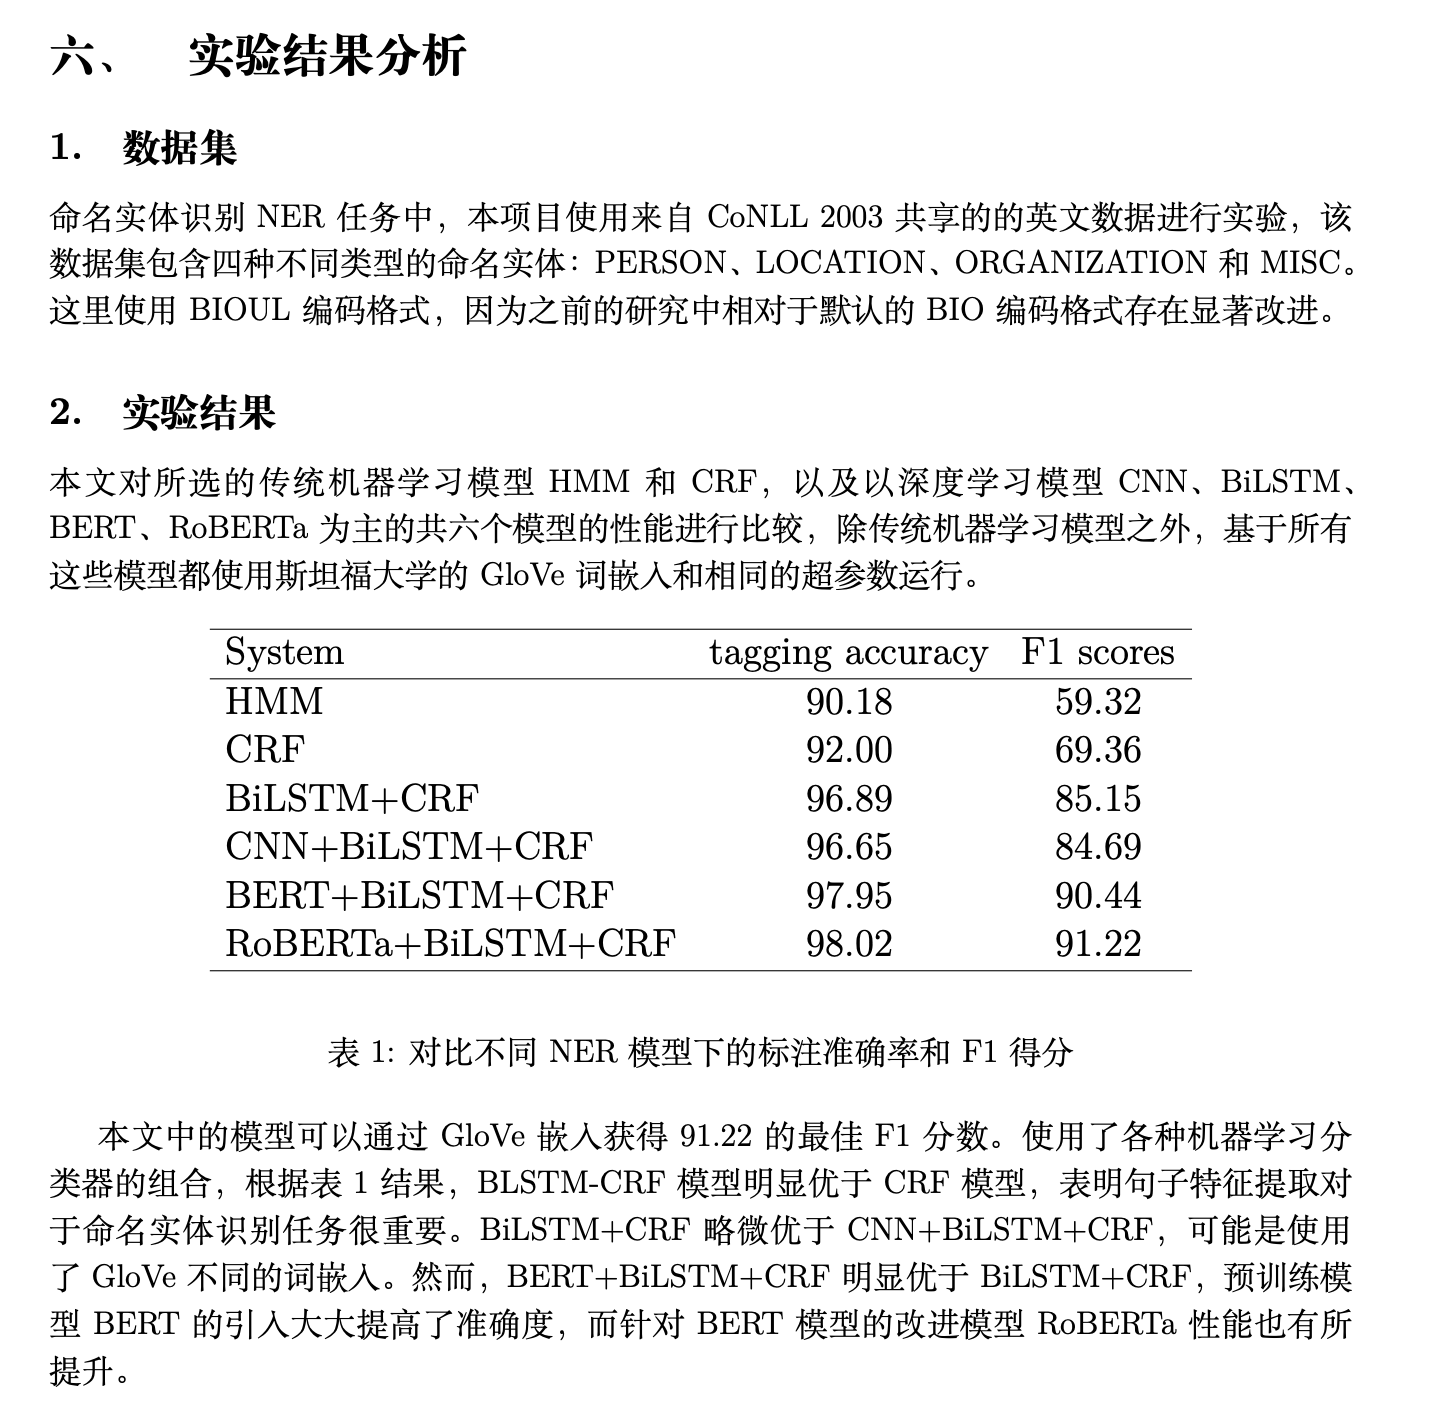 六、 实验结果分析
1. 数据集
命名实体识别 NER 任务中，本项目使用来自 CoNLL 2003 共享的的英文数据进行实验，该
数据集包含四种不同类型的命名实体：PERSON、LOCATION、ORGANIZATION 和 MISC。
这里使用 BIOUL 编码格式，因为之前的研究中相对于默认的 BIO 编码格式存在显著改进。
2. 实验结果
本文对所选的传统机器学习模型 HMM 和 CRF，以及以深度学习模型 CNN、BiLSTM、
BERT、RoBERTa 为主的共六个模型的性能进行比较，除传统机器学习模型之外，基于所有
这些模型都使用斯坦福大学的 GloVe 词嵌入和相同的超参数运行。
System tagging accuracy F1 scores
HMM 90.18 59.32
CRF 92.00 69.36
BiLSTM+CRF 96.89 85.15
CNN+BiLSTM+CRF 96.65 84.69
BERT+BiLSTM+CRF 97.95 90.44
RoBERTa+BiLSTM+CRF 98.02 91.22
表 1: 对比不同 NER 模型下的标注准确率和 F1 得分
本文中的模型可以通过 GloVe 嵌入获得 91.22 的最佳 F1 分数。使用了各种机器学习分
类器的组合，根据表 1 结果，BLSTM-CRF 模型明显优于 CRF 模型，表明句子特征提取对
于命名实体识别任务很重要。BiLSTM+CRF 略微优于 CNN+BiLSTM+CRF，可能是使用
了 GloVe 不同的词嵌入。然而，BERT+BiLSTM+CRF 明显优于 BiLSTM+CRF，预训练模
型 BERT 的引入大大提高了准确度，而针对 BERT 模型的改进模型 RoBERTa 性能也有所
提升。